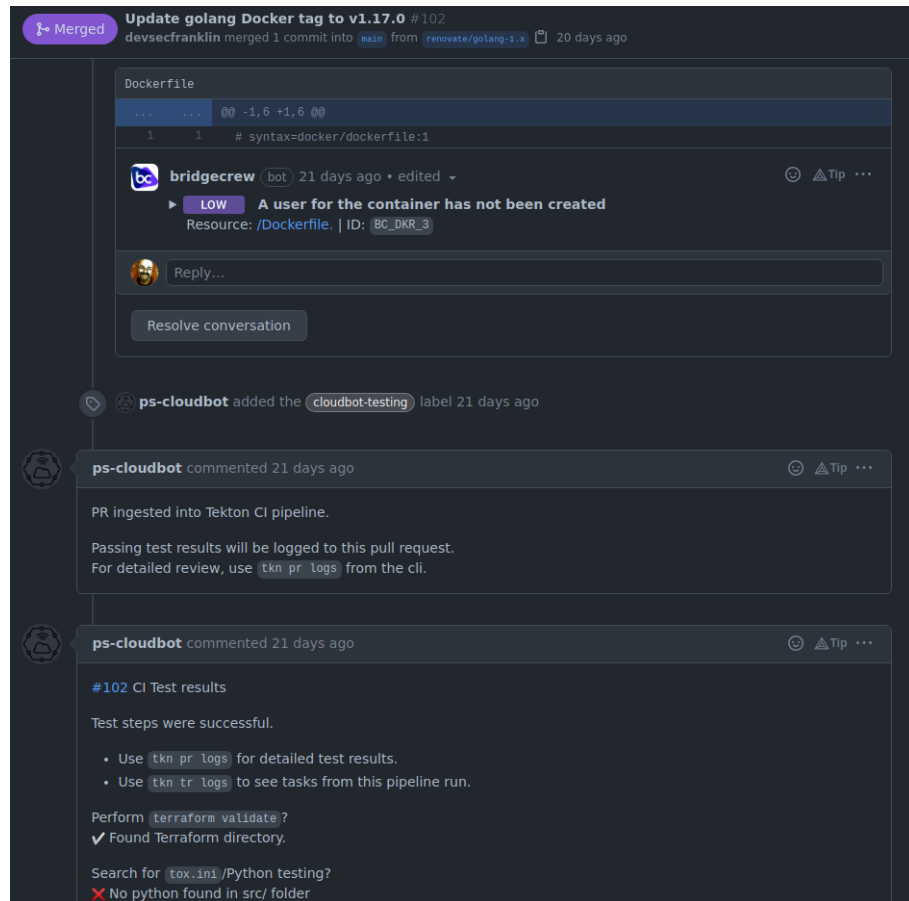 Merged
Update golang Docker tag to v1.17.0 #102
devsecfranklin merged 1 commit into main from renovate/golang-1.x 20 days ago
Dockerfile
... ... @@ -1,6 +1,6 @@
1 1 # syntax=docker/dockerfile:1
bc bridgecrew bot 21 days ago • edited Tip ...
LOW A user for the container has not been created
Resource: /Dockerfile. | ID: BC_DKR_3
Reply...
Resolve conversation
ps-cloudbot added the cloudbot-testing label 21 days ago
ps-cloudbot commented 21 days ago Tip ...
PR ingested into Tekton CI pipeline.
Passing test results will be logged to this pull request.
For detailed review, use tkn pr logs from the cli.
ps-cloudbot commented 21 days ago Tip ...
#102 CI Test results
Test steps were successful.
• Use tkn pr logs for detailed test results.
• Use tkn tr logs to see tasks from this pipeline run.
Perform terraform validate?
✔ Found Terraform directory.
Search for tox.ini/Python testing?
❌ No python found in src/ folder